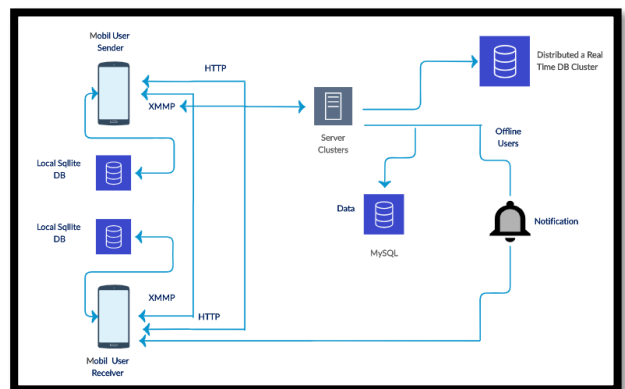 Mobil User
Sender
HTTP
XMMP
Distributed a Real
Time DB Cluster
Server
Clusters
Offline
Users
Local Sqllite
DB
Data
MySQL
Notification
Local Sqllite
DB
XMMP
HTTP
Mobil User
Receiver